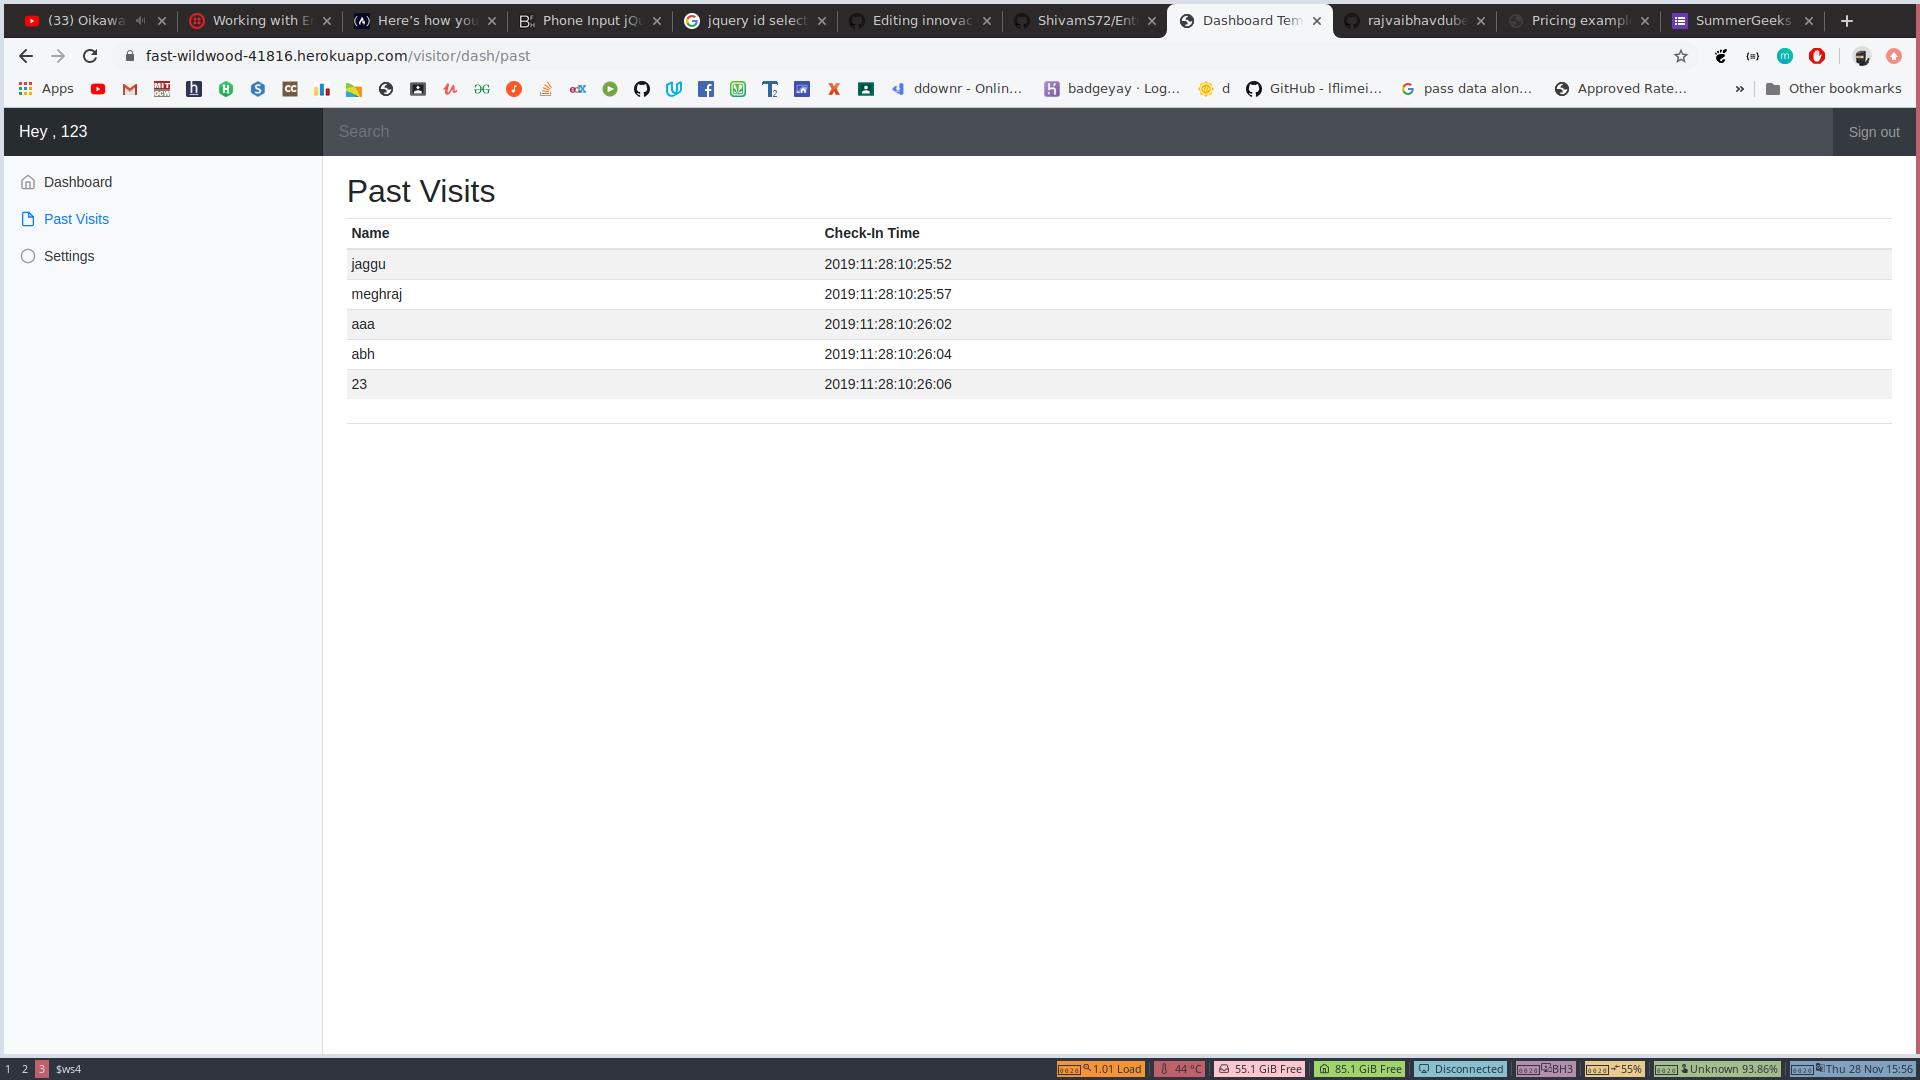 (33) Oikawa
Working with Er
Here's how you
Phone Input jQu
jquery id select
Editing innovac
ShivamS72/Ent
Dashboard Tem
rajvaibhavdube
Pricing example
SummerGeeks
fast-wildwood-41816.herokuapp.com/visitor/dash/past
Apps
ddownr - Onlin...
badgeyay · Log...
d
GitHub - lflimei...
pass data alon...
Approved Rate...
»
Other bookmarks
Hey , 123
Search
Sign out
Dashboard
Past Visits
Settings
Past Visits
Name Check-In Time
jaggu 2019:11:28:10:25:52
meghraj 2019:11:28:10:25:57
aaa 2019:11:28:10:26:02
abh 2019:11:28:10:26:04
23 2019:11:28:10:26:06
1 2 3 $ws4
1.01 Load
44 °C
55.1 GiB Free
85.1 GiB Free
Disconnected
BH3
55%
Unknown 93.86%
Thu 28 Nov 15:56